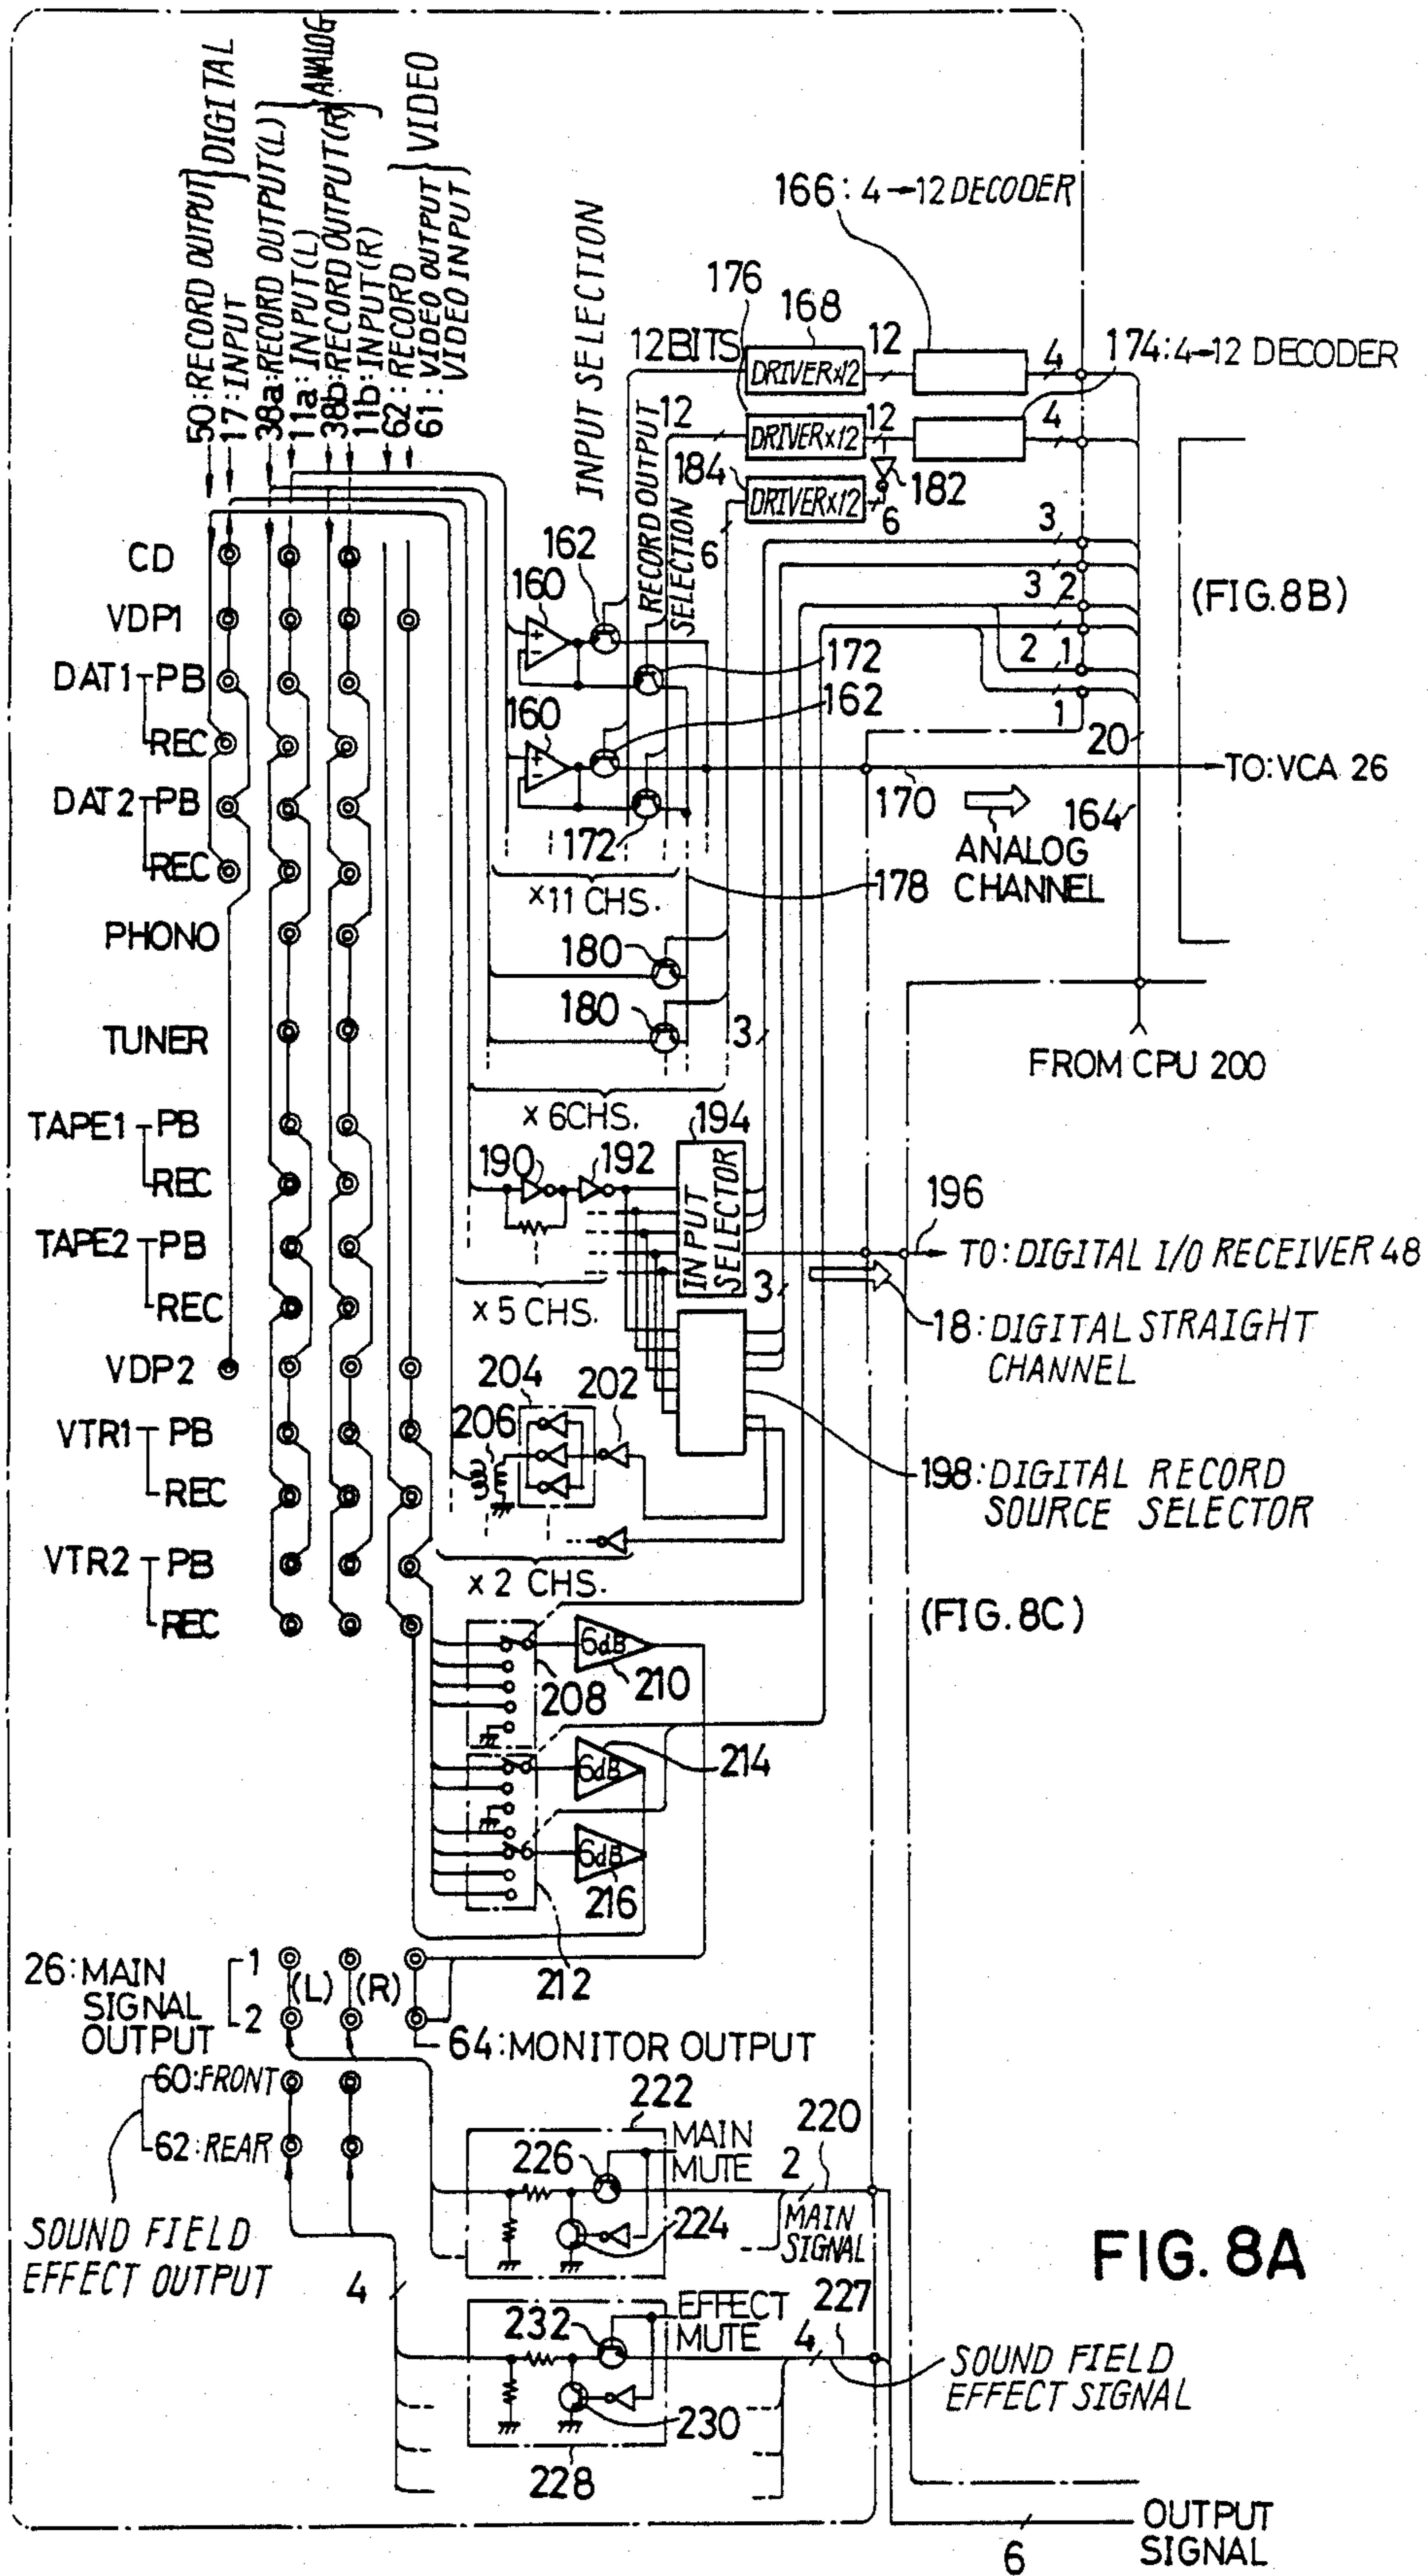 50:RECORD OUTPUT
17:INPUT
}DIGITAL
38a:RECORD OUTPUT(L)
11a:INPUT(L)
38b:RECORD OUTPUT(R)
11b:INPUT(R)
}ANALOG
62:RECORD
VIDEO OUTPUT
61:VIDEO INPUT
}VIDEO
INPUT SELECTION
166:4→12 DECODER
176
168
12BITS
DRIVER×12
12
4
174:4→12 DECODER
RECORD OUTPUT
SELECTION
12
DRIVER×12
12
4
184
DRIVER×12
182
6
6
3
3
2
2
1
1
20
(FIG.8B)
CD
VDP1
DAT1 PB
REC
DAT2 PB
REC
PHONO
TUNER
TAPE1 PB
REC
TAPE2 PB
REC
VDP2
VTR1 PB
REC
VTR2 PB
REC
162
160
172
160
162
172
TO:VCA 26
170
164
ANALOG
CHANNEL
×11 CHS.
178
180
180
3
FROM CPU 200
× 6CHS.
194
190
192
INPUT
SELECTOR
196
TO:DIGITAL I/O RECEIVER 48
3
× 5 CHS.
18:DIGITAL STRAIGHT
CHANNEL
204
202
206
198:DIGITAL RECORD
SOURCE SELECTOR
× 2 CHS.
(FIG.8C)
6dB
210
208
6dB
214
6dB
216
212
26:MAIN
SIGNAL
OUTPUT
1
2
(L)
(R)
64:MONITOR OUTPUT
60:FRONT
62:REAR
SOUND FIELD
EFFECT OUTPUT
222
MAIN
MUTE
226
224
2
220
MAIN
SIGNAL
4
EFFECT
MUTE
232
230
228
4
227
SOUND FIELD
EFFECT SIGNAL
FIG. 8A
6
OUTPUT
SIGNAL